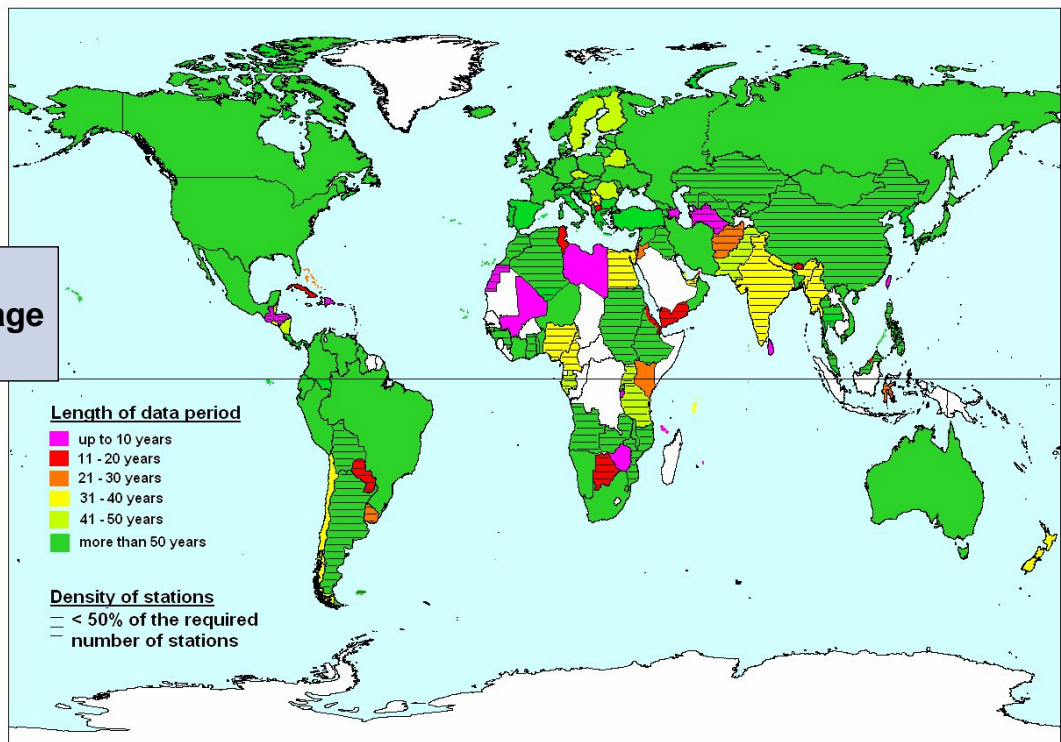 Length of data period
up to 10 years
11 - 20 years
21 - 30 years
31 - 40 years
41 - 50 years
more than 50 years
Density of stations
< 50% of the required
number of stations